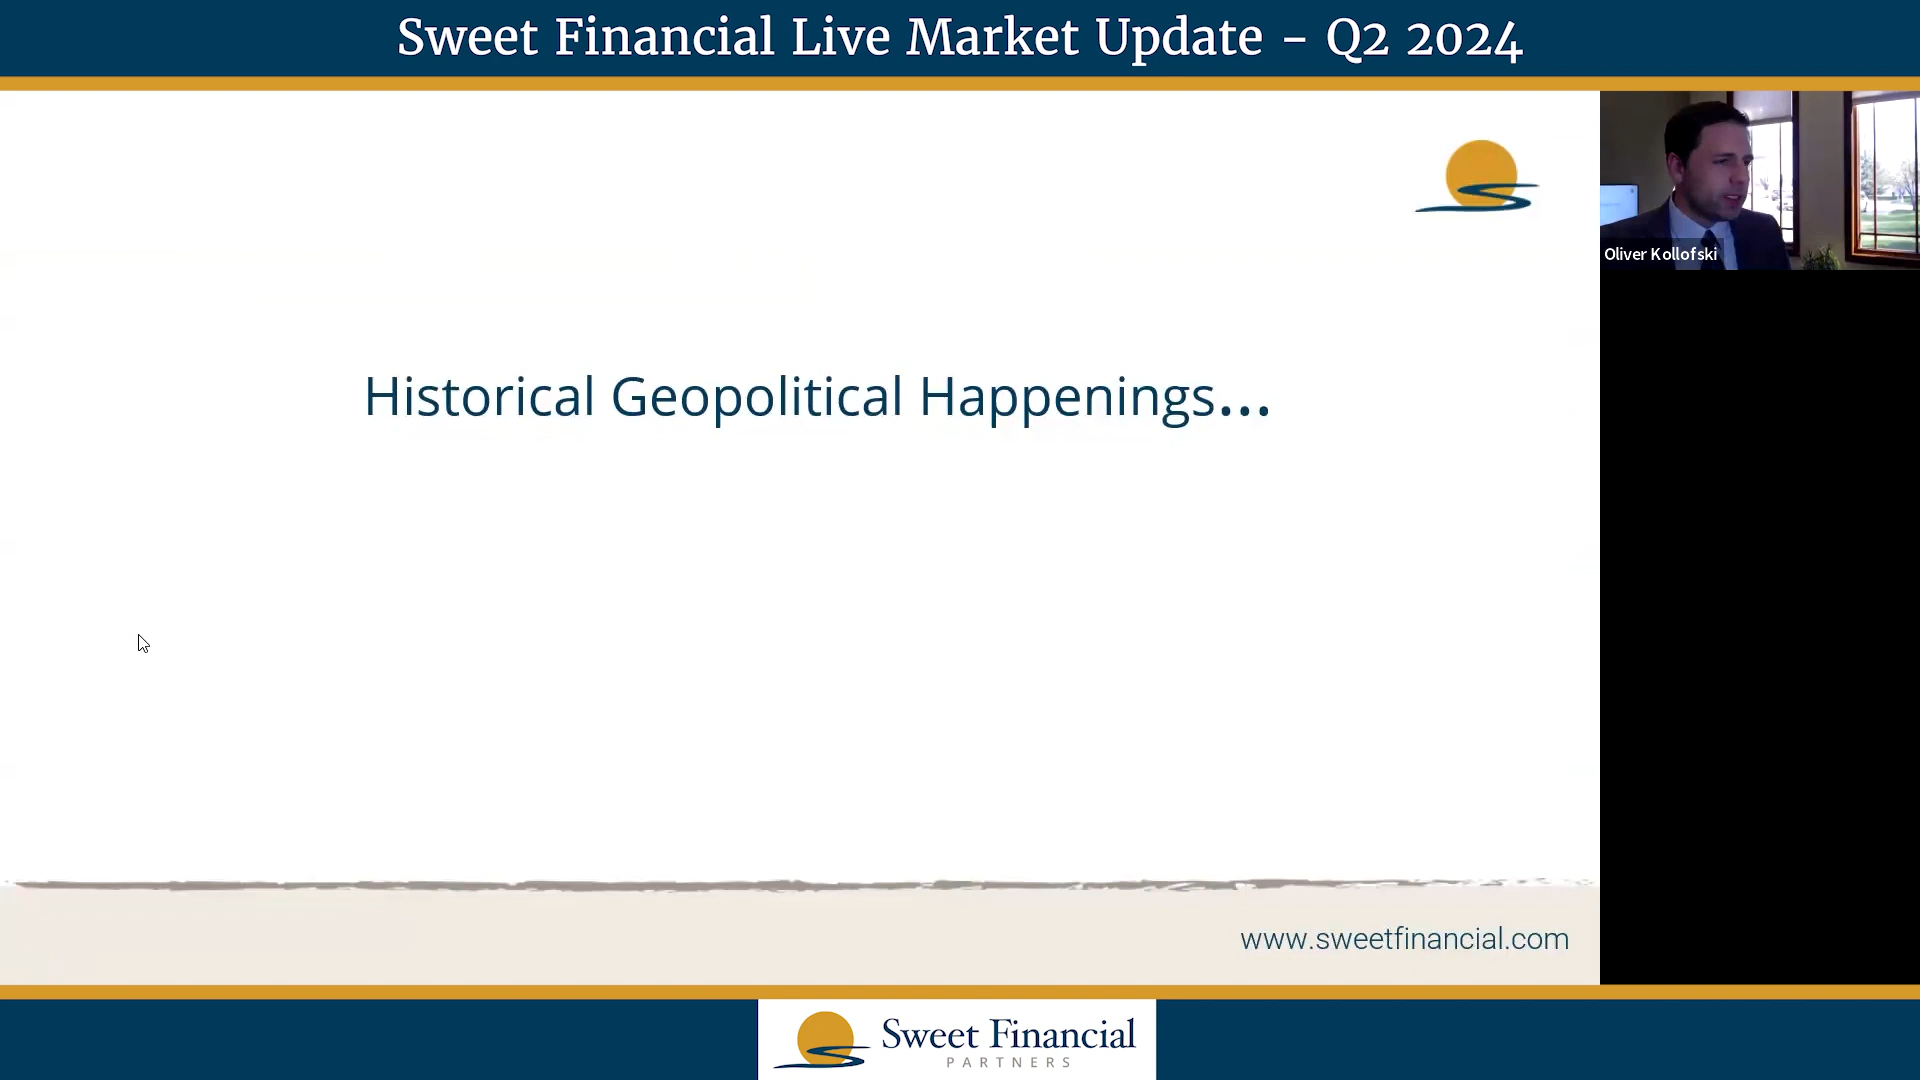 Sweet Financial Live Market Update - Q2 2024
Oliver Kollofski
Historical Geopolitical Happenings...
www.sweetfinancial.com
Sweet Financial
PARTNERS